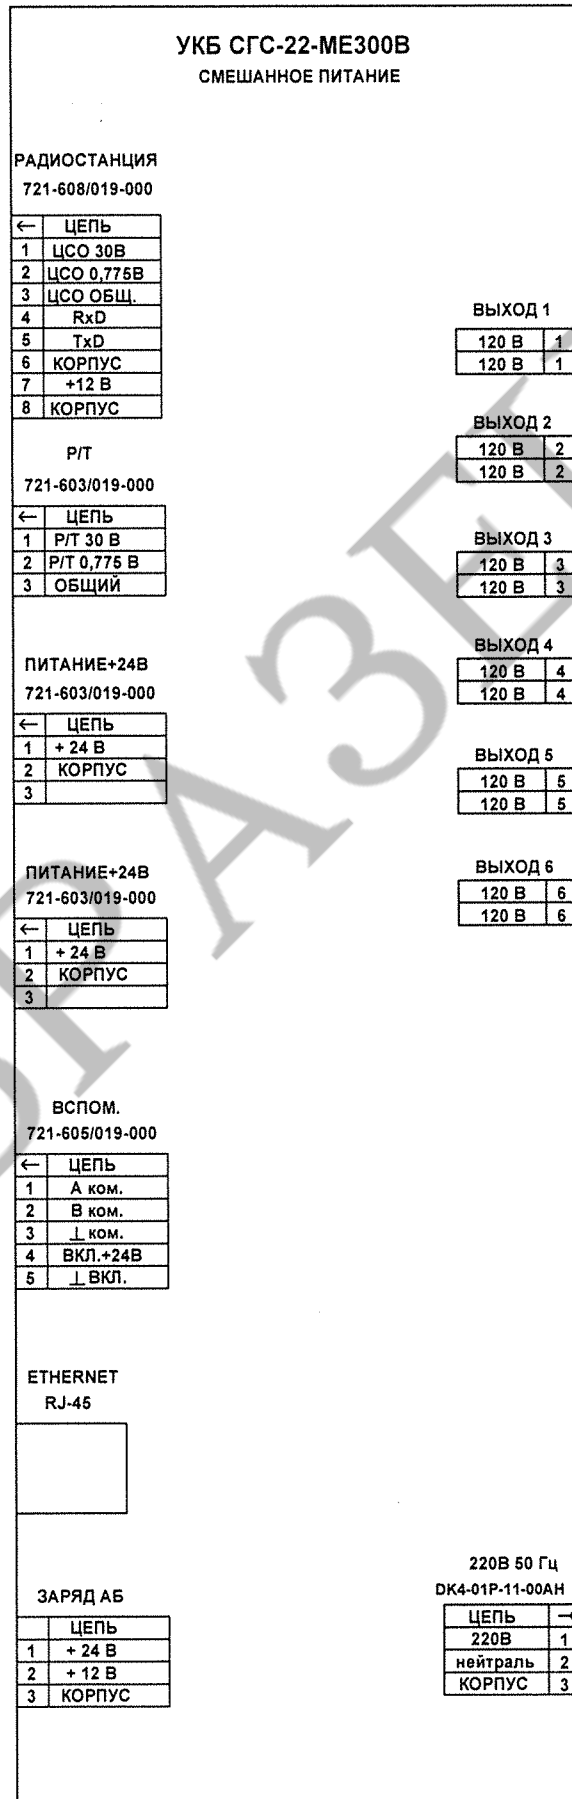 УКБ СГС-22-МЕ300В
СМЕШАННОЕ ПИТАНИЕ
РАДИОСТАНЦИЯ
721-608/019-000
← ЦЕПЬ
1 ЦСО 30В
2 ЦСО 0,775В
3 ЦСО ОБЩ.
4 RxD
5 TxD
6 КОРПУС
7 +12 В
8 КОРПУС
Р/Т
721-603/019-000
← ЦЕПЬ
1 Р/Т 30 В
2 Р/Т 0,775 В
3 ОБЩИЙ
ПИТАНИЕ+24В
721-603/019-000
← ЦЕПЬ
1 + 24 В
2 КОРПУС
3
ПИТАНИЕ+24В
721-603/019-000
← ЦЕПЬ
1 + 24 В
2 КОРПУС
3
ВСПОМ.
721-605/019-000
← ЦЕПЬ
1 А ком.
2 В ком.
3 ⊥ ком.
4 ВКЛ.+24В
5 ⊥ ВКЛ.
ETHERNET
RJ-45
ЗАРЯД АБ
ЦЕПЬ
1 + 24 В
2 + 12 В
3 КОРПУС
ВЫХОД 1
120 В 1
120 В 1
ВЫХОД 2
120 В 2
120 В 2
ВЫХОД 3
120 В 3
120 В 3
ВЫХОД 4
120 В 4
120 В 4
ВЫХОД 5
120 В 5
120 В 5
ВЫХОД 6
120 В 6
120 В 6
220В 50 Гц
DK4-01P-11-00AH
ЦЕПЬ
220В 1
нейтраль 2
КОРПУС 3